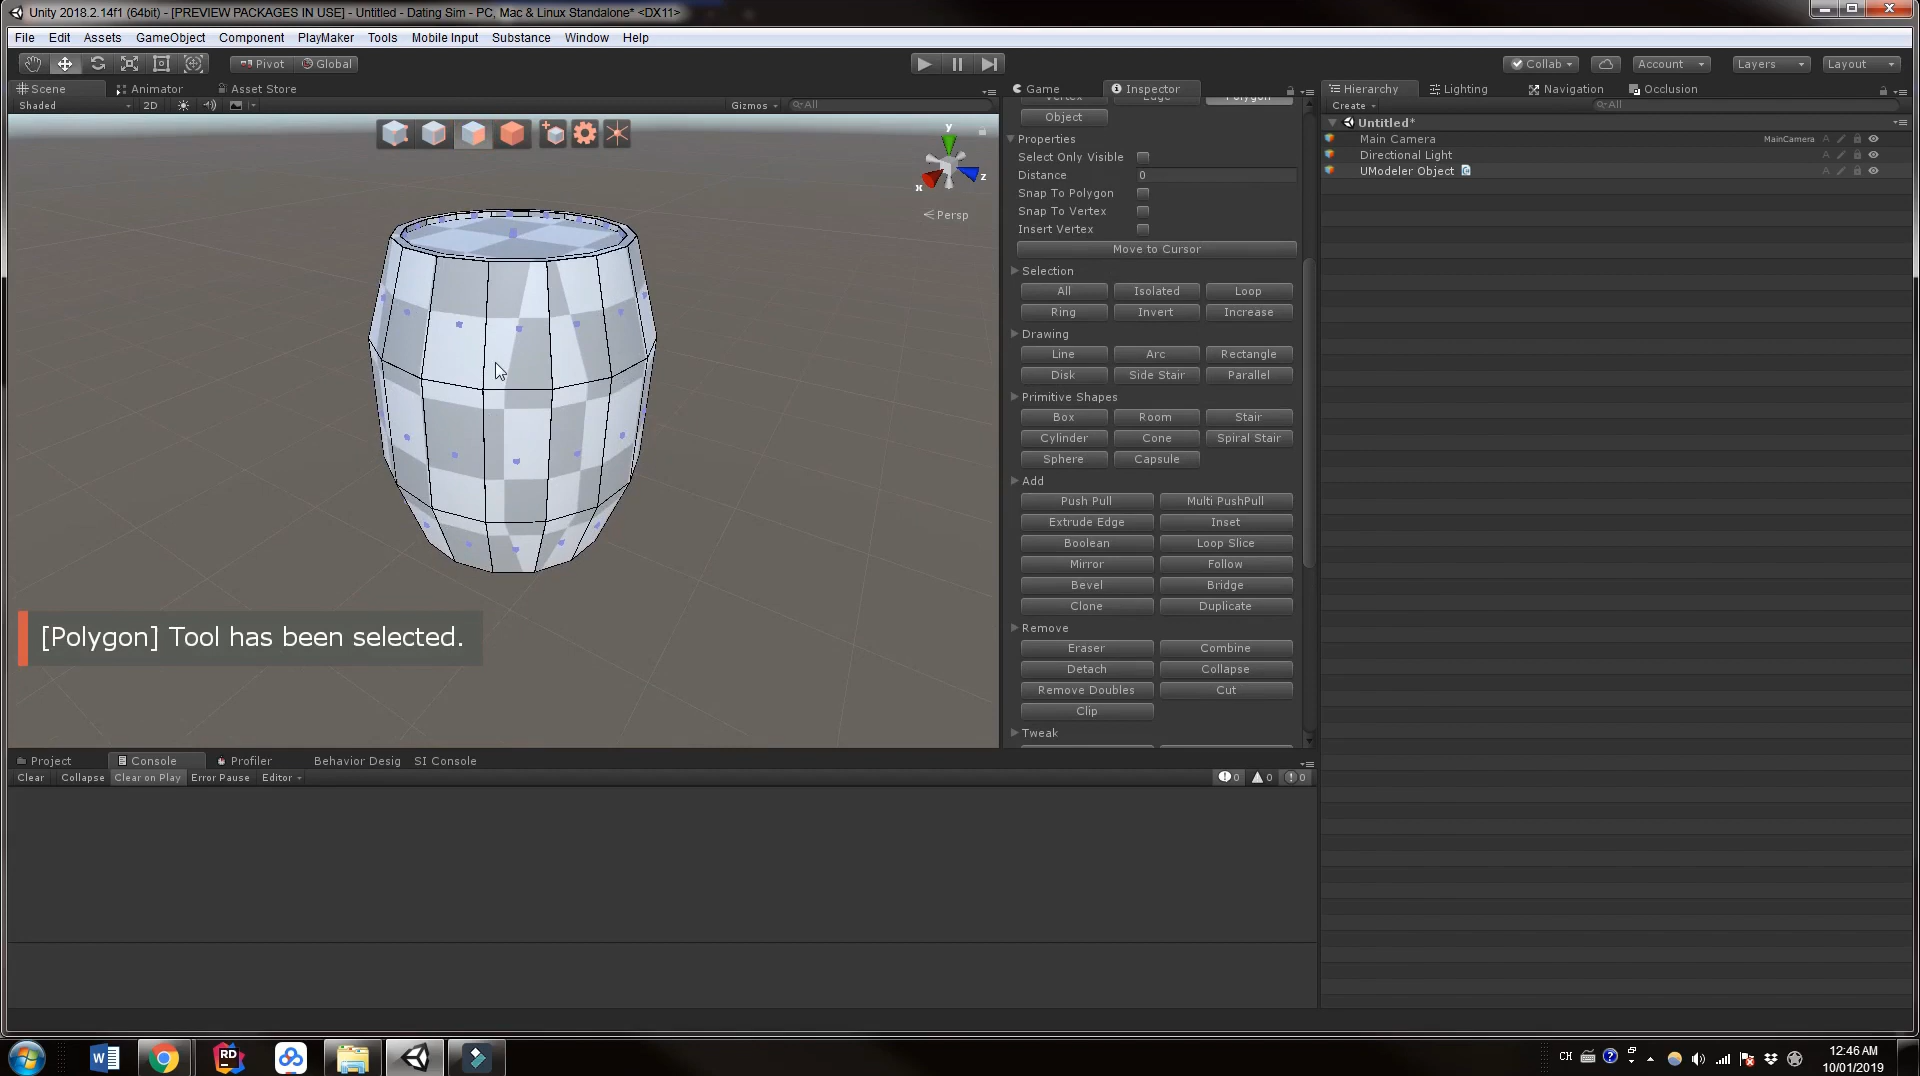 Unity 2018.2.14f1 (64bit) - [PREVIEW PACKAGES IN USE] - Untitled - Dating Sim - PC, Mac & Linux Standalone* <DX11>
File Edit Assets GameObject Component PlayMaker Tools Mobile Input Substance Window Help
Pivot Global Collab Account Layers Layout
Scene Animator Asset Store Game Inspector Hierarchy Lighting Navigation Occlusion
Shaded 2D Gizmos All
Vertex Edge Polygon
Create All
Object
Untitled*
Properties
Main Camera MainCamera
Select Only Visible
Directional Light
Distance 0
UModeler Object
Snap To Polygon
Snap To Vertex
Insert Vertex
Move to Cursor
y
x
z
Persp
Selection
All Isolated Loop
Ring Invert Increase
Drawing
Line Arc Rectangle
Disk Side Stair Parallel
Primitive Shapes
Box Room Stair
Cylinder Cone Spiral Stair
Sphere Capsule
Add
Push Pull Multi PushPull
Extrude Edge Inset
Boolean Loop Slice
Mirror Follow
Bevel Bridge
Clone Duplicate
Remove
Eraser Combine
Detach Collapse
Remove Doubles Cut
Clip
Tweak
[Polygon] Tool has been selected.
Project Console Profiler Behavior Desig SI Console
Clear Collapse Clear on Play Error Pause Editor 0 0 0
W RD CH
12:46 AM
10/01/2019